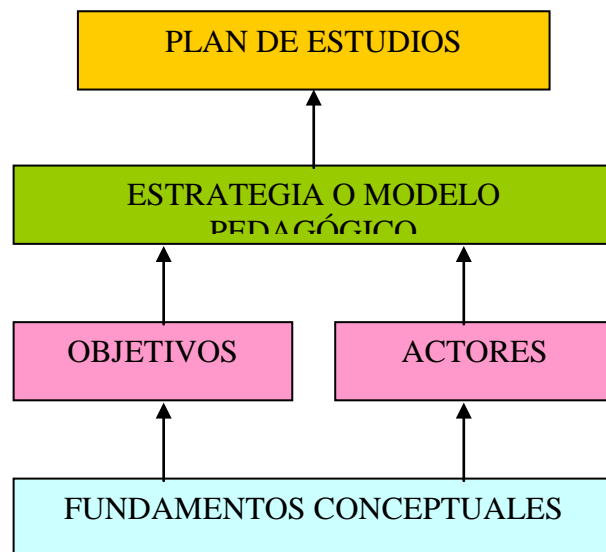 PLAN DE ESTUDIOS
ESTRATEGIA O MODELO
PEDAGÓGICO
OBJETIVOS
ACTORES
FUNDAMENTOS CONCEPTUALES